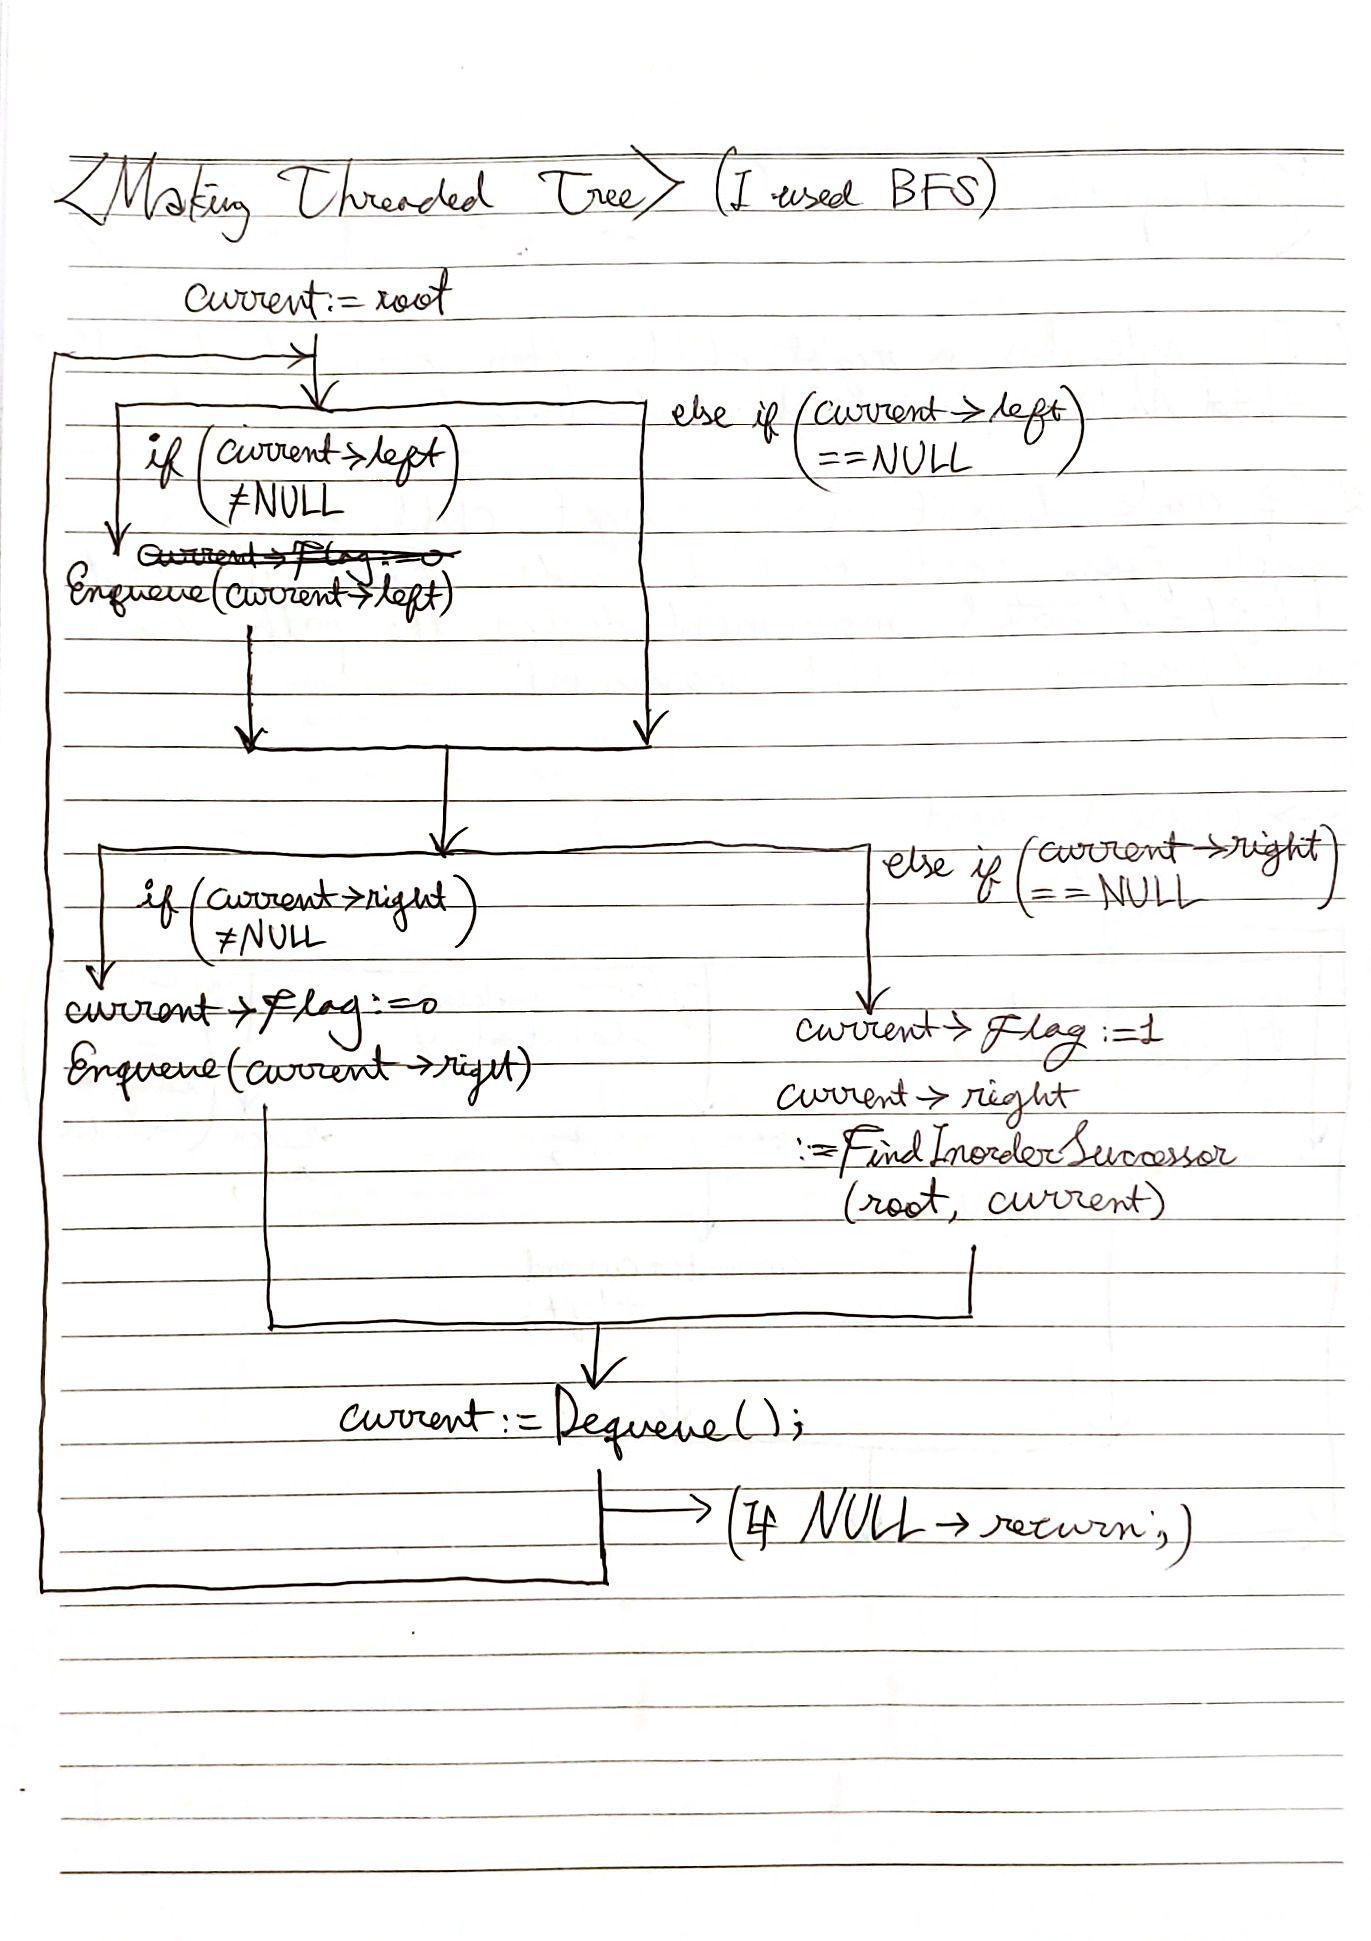 <Making Threaded Tree> (I used BFS)
current:= root
else if (current→left
==NULL)
if (current→left
≠NULL)
current→Flag:=0
Enqueue(current→left)
else if (current→right
==NULL)
if (current→right
≠NULL)
current→Flag:=0
Enqueue(current→right)
current→Flag:=1
current→right
:=FindInorderSuccessor
(root, current)
current:=Dequeue();
(If NULL→return;)